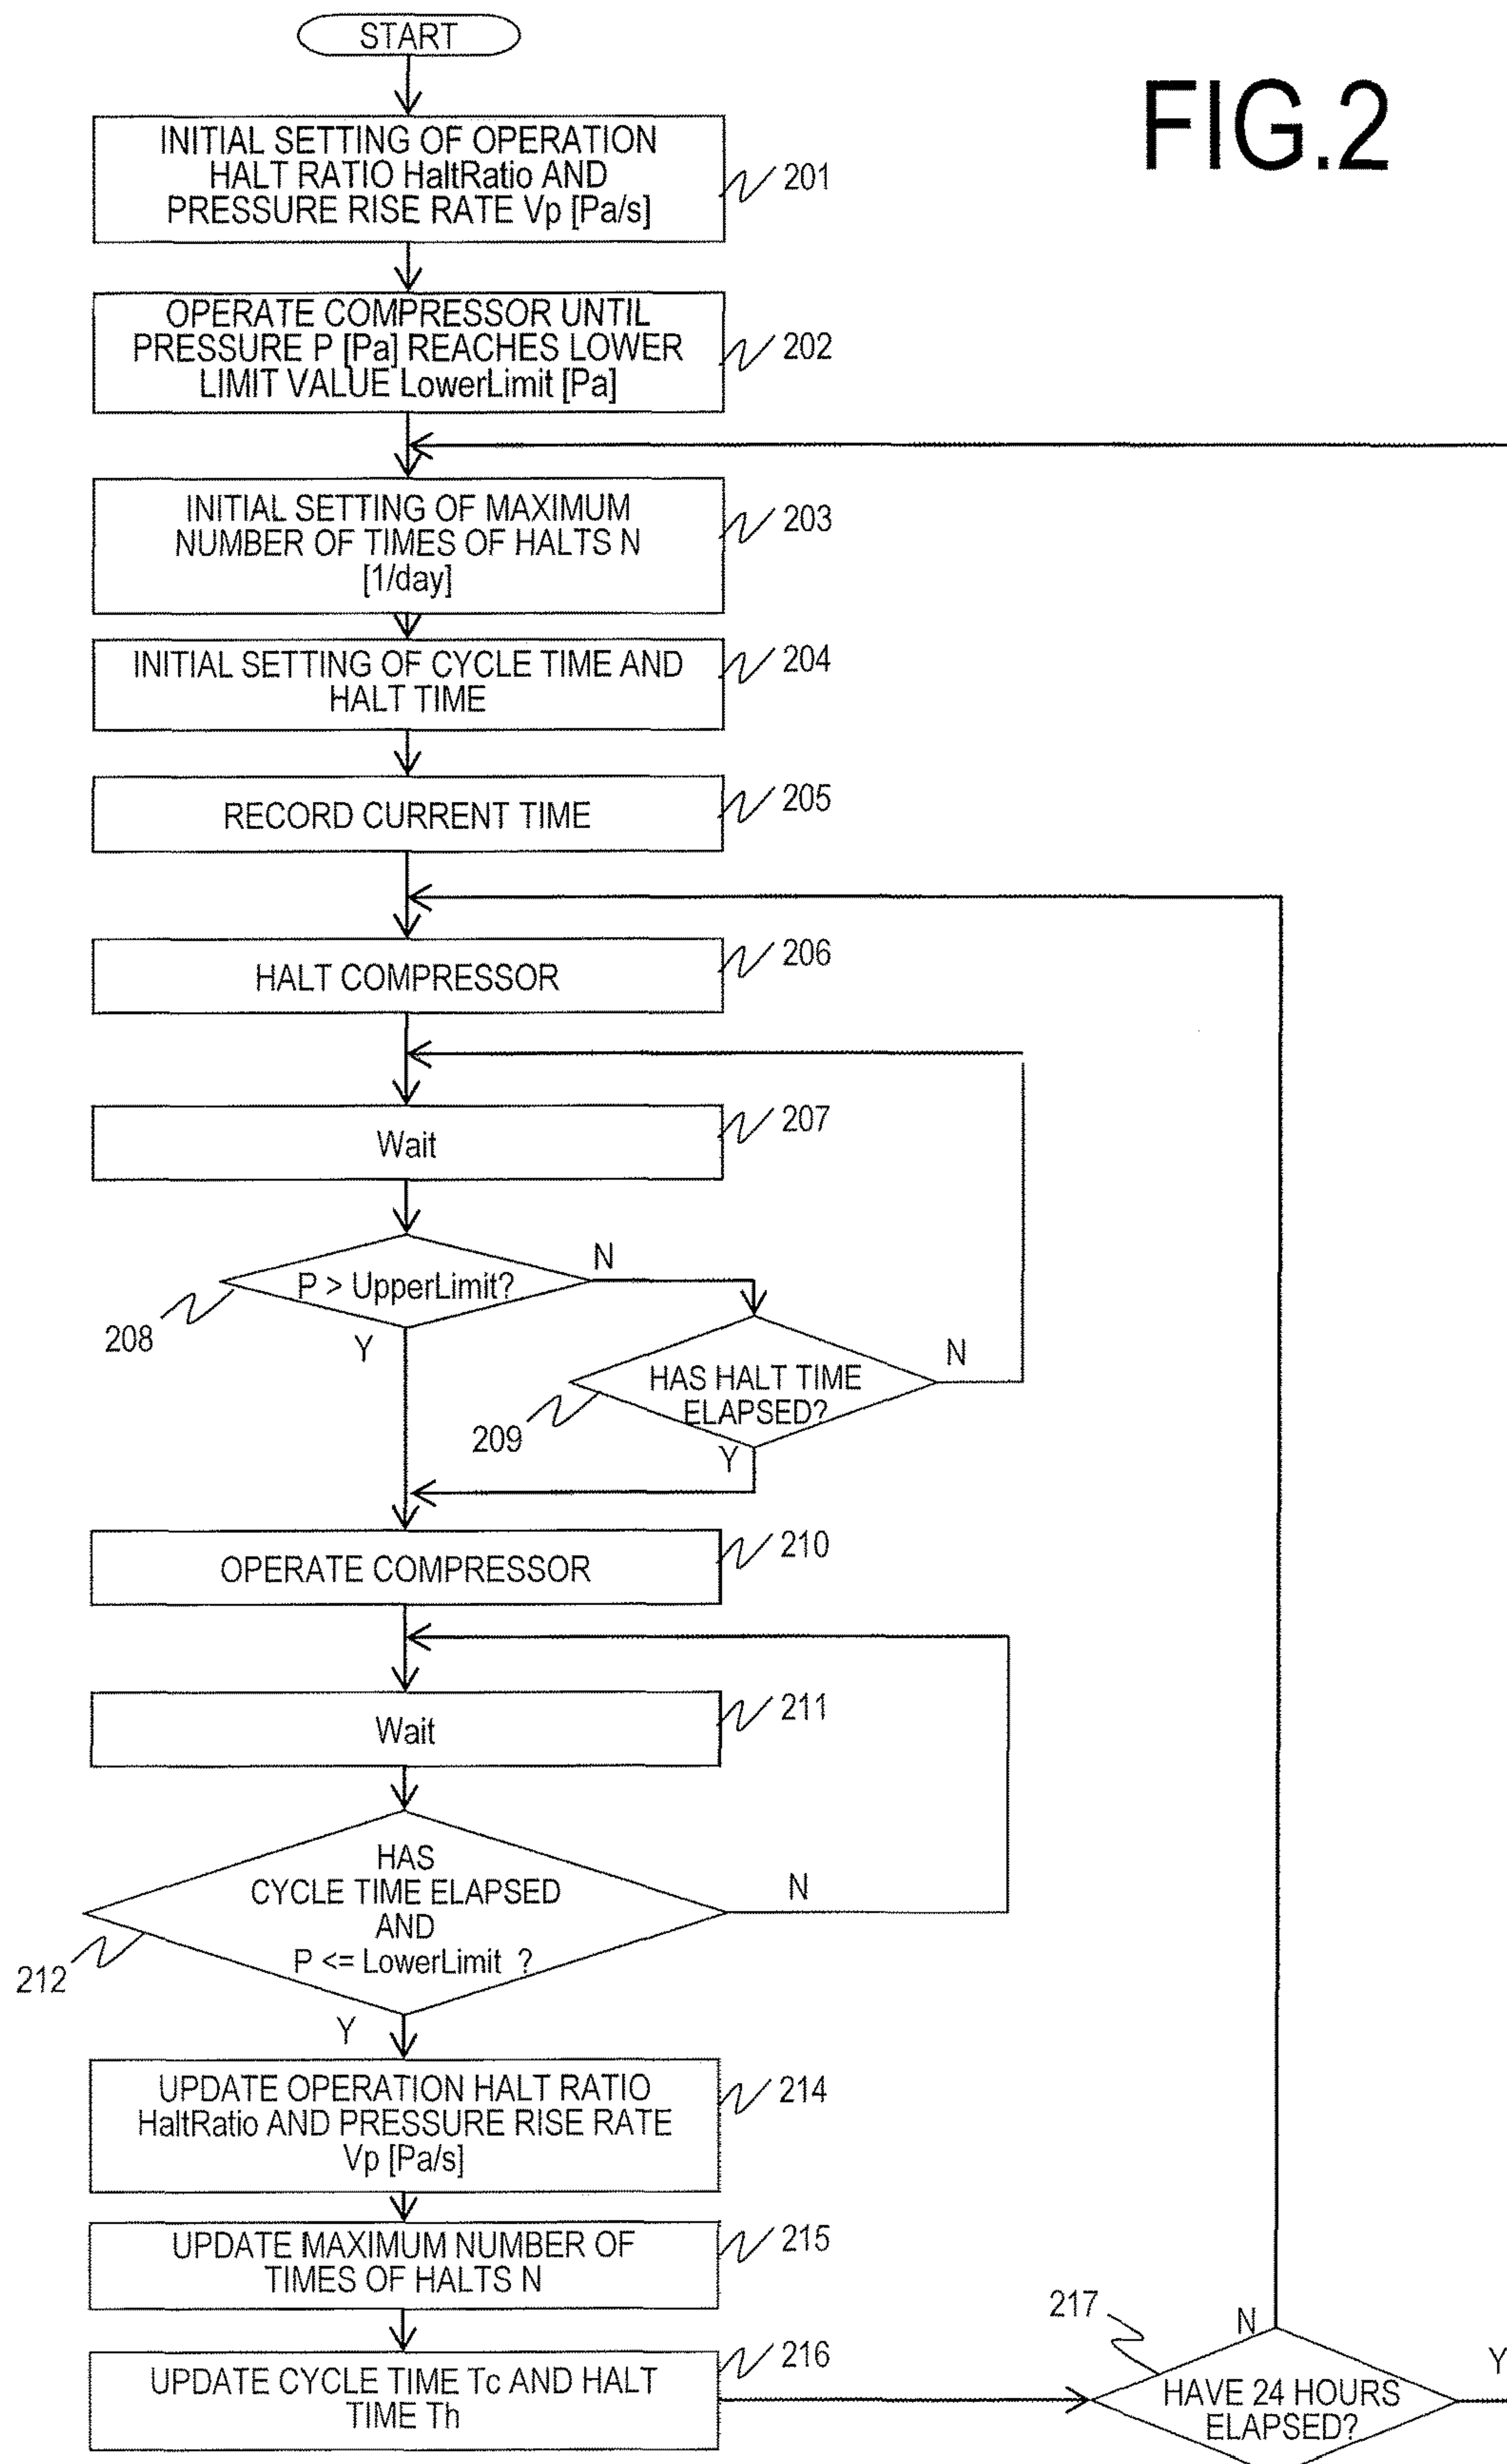 START
FIG.2
INITIAL SETTING OF OPERATION
HALT RATIO HaltRatio AND
PRESSURE RISE RATE Vp [Pa/s]
201
OPERATE COMPRESSOR UNTIL
PRESSURE P [Pa] REACHES LOWER
LIMIT VALUE LowerLimit [Pa]
202
INITIAL SETTING OF MAXIMUM
NUMBER OF TIMES OF HALTS N
[1/day]
203
INITIAL SETTING OF CYCLE TIME AND
HALT TIME
204
RECORD CURRENT TIME
205
HALT COMPRESSOR
206
Wait
207
P > UpperLimit?
N
208
Y
HAS HALT TIME
ELAPSED?
N
209
Y
OPERATE COMPRESSOR
210
Wait
211
HAS
CYCLE TIME ELAPSED
AND
P <= LowerLimit ?
N
212
Y
UPDATE OPERATION HALT RATIO
HaltRatio AND PRESSURE RISE RATE
Vp [Pa/s]
214
UPDATE MAXIMUM NUMBER OF
TIMES OF HALTS N
215
UPDATE CYCLE TIME Tc AND HALT
TIME Th
216
217
N
HAVE 24 HOURS
ELAPSED?
Y